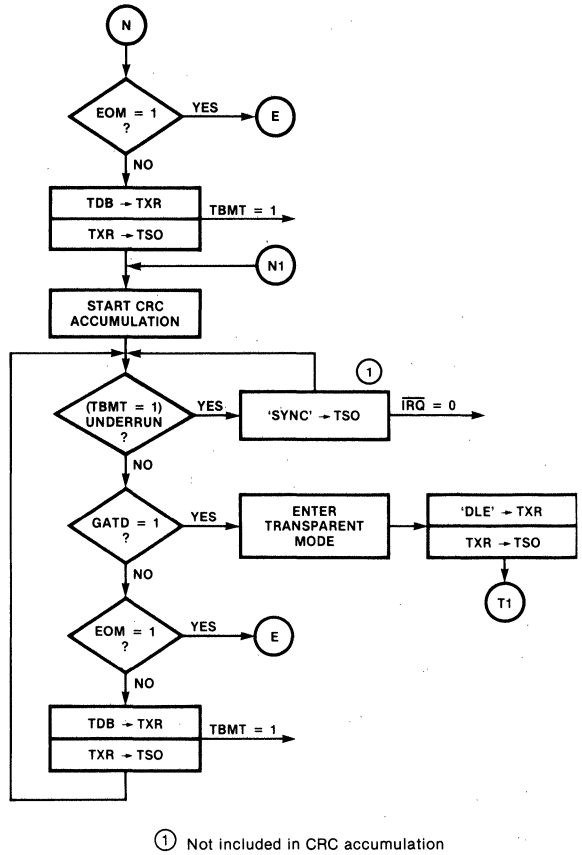 N
EOM = 1
?
YES
E
NO
TDB → TXR
TBMT = 1
TXR → TSO
N1
START CRC
ACCUMULATION
1
(TBMT = 1)
UNDERRUN
?
YES
'SYNC' → TSO
IRQ = 0
NO
GATD = 1
?
YES
ENTER
TRANSPARENT
MODE
'DLE' → TXR
TXR → TSO
NO
T1
EOM = 1
?
YES
E
NO
TDB → TXR
TBMT = 1
TXR → TSO
1 Not included in CRC accumulation